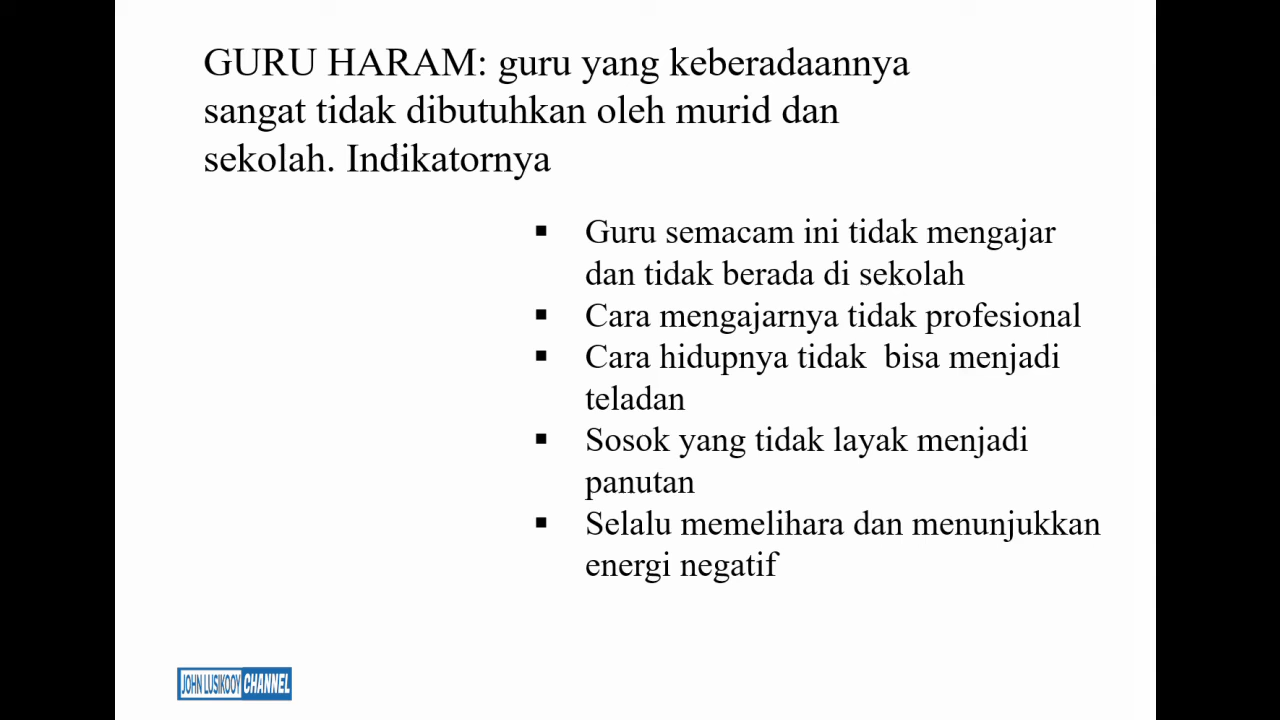 GURU HARAM: guru yang keberadaannya
sangat tidak dibutuhkan oleh murid dan
sekolah. Indikatornya
▪ Guru semacam ini tidak mengajar
dan tidak berada di sekolah
▪ Cara mengajarnya tidak profesional
▪ Cara hidupnya tidak  bisa menjadi
teladan
▪ Sosok yang tidak layak menjadi
panutan
▪ Selalu memelihara dan menunjukkan
energi negatif
JOHN LUSIKOOY CHANNEL